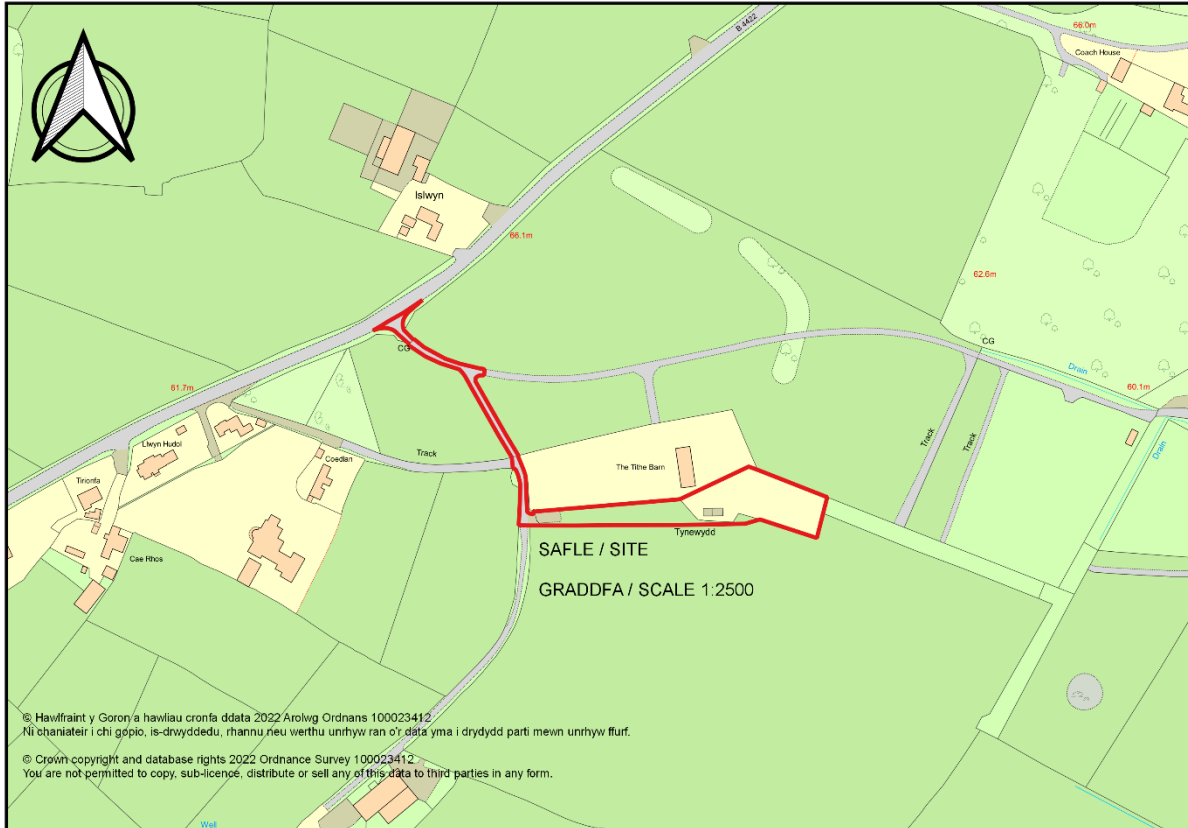 B 4422
66.0m
Coach House
Islwyn
66.1m
62.6m
CG
CG
Drain
61.7m
60.1m
Llwyn Hudol
Track
Track
Track
Drain
Coedlan
The Tithe Barn
Tirionfa
Tynewydd
Cae Rhos
SAFLE / SITE
GRADDFA / SCALE 1:2500
© Hawlfraint y Goron a hawliau cronfa ddata 2022 Arolwg Ordnans 100023412
Ni chaniateir i chi gopio, is-drwyddedu, rhannu neu werthu unrhyw ran o'r data yma i drydydd parti mewn unrhyw ffurf.
© Crown copyright and database rights 2022 Ordnance Survey 100023412
You are not permitted to copy, sub-licence, distribute or sell any of this data to third parties in any form.
Well